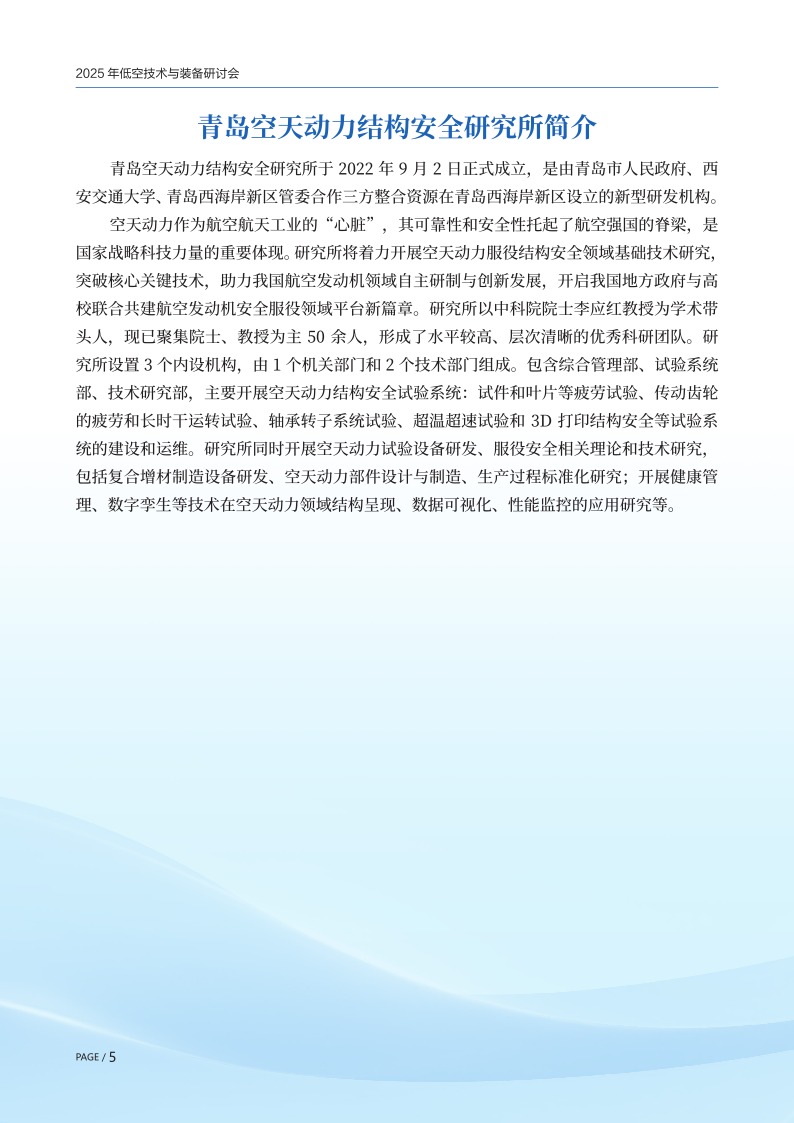 2025 年低空技术与装备研讨会
青岛空天动力结构安全研究所简介
青岛空天动力结构安全研究所于 2022 年 9 月 2 日正式成立，是由青岛市人民政府、西
安交通大学、青岛西海岸新区管委合作三方整合资源在青岛西海岸新区设立的新型研发机构。
空天动力作为航空航天工业的“心脏”，其可靠性和安全性托起了航空强国的脊梁，是
国家战略科技力量的重要体现。研究所将着力开展空天动力服役结构安全领域基础技术研究，
突破核心关键技术，助力我国航空发动机领域自主研制与创新发展，开启我国地方政府与高
校联合共建航空发动机安全服役领域平台新篇章。研究所以中科院院士李应红教授为学术带
头人，现已聚集院士、教授为主 50 余人，形成了水平较高、层次清晰的优秀科研团队。研
究所设置 3 个内设机构，由 1 个机关部门和 2 个技术部门组成。包含综合管理部、试验系统
部、技术研究部，主要开展空天动力结构安全试验系统：试件和叶片等疲劳试验、传动齿轮
的疲劳和长时干运转试验、轴承转子系统试验、超温超速试验和 3D 打印结构安全等试验系
统的建设和运维。研究所同时开展空天动力试验设备研发、服役安全相关理论和技术研究，
包括复合增材制造设备研发、空天动力部件设计与制造、生产过程标准化研究；开展健康管
理、数字孪生等技术在空天动力领域结构呈现、数据可视化、性能监控的应用研究等。
PAGE / 5